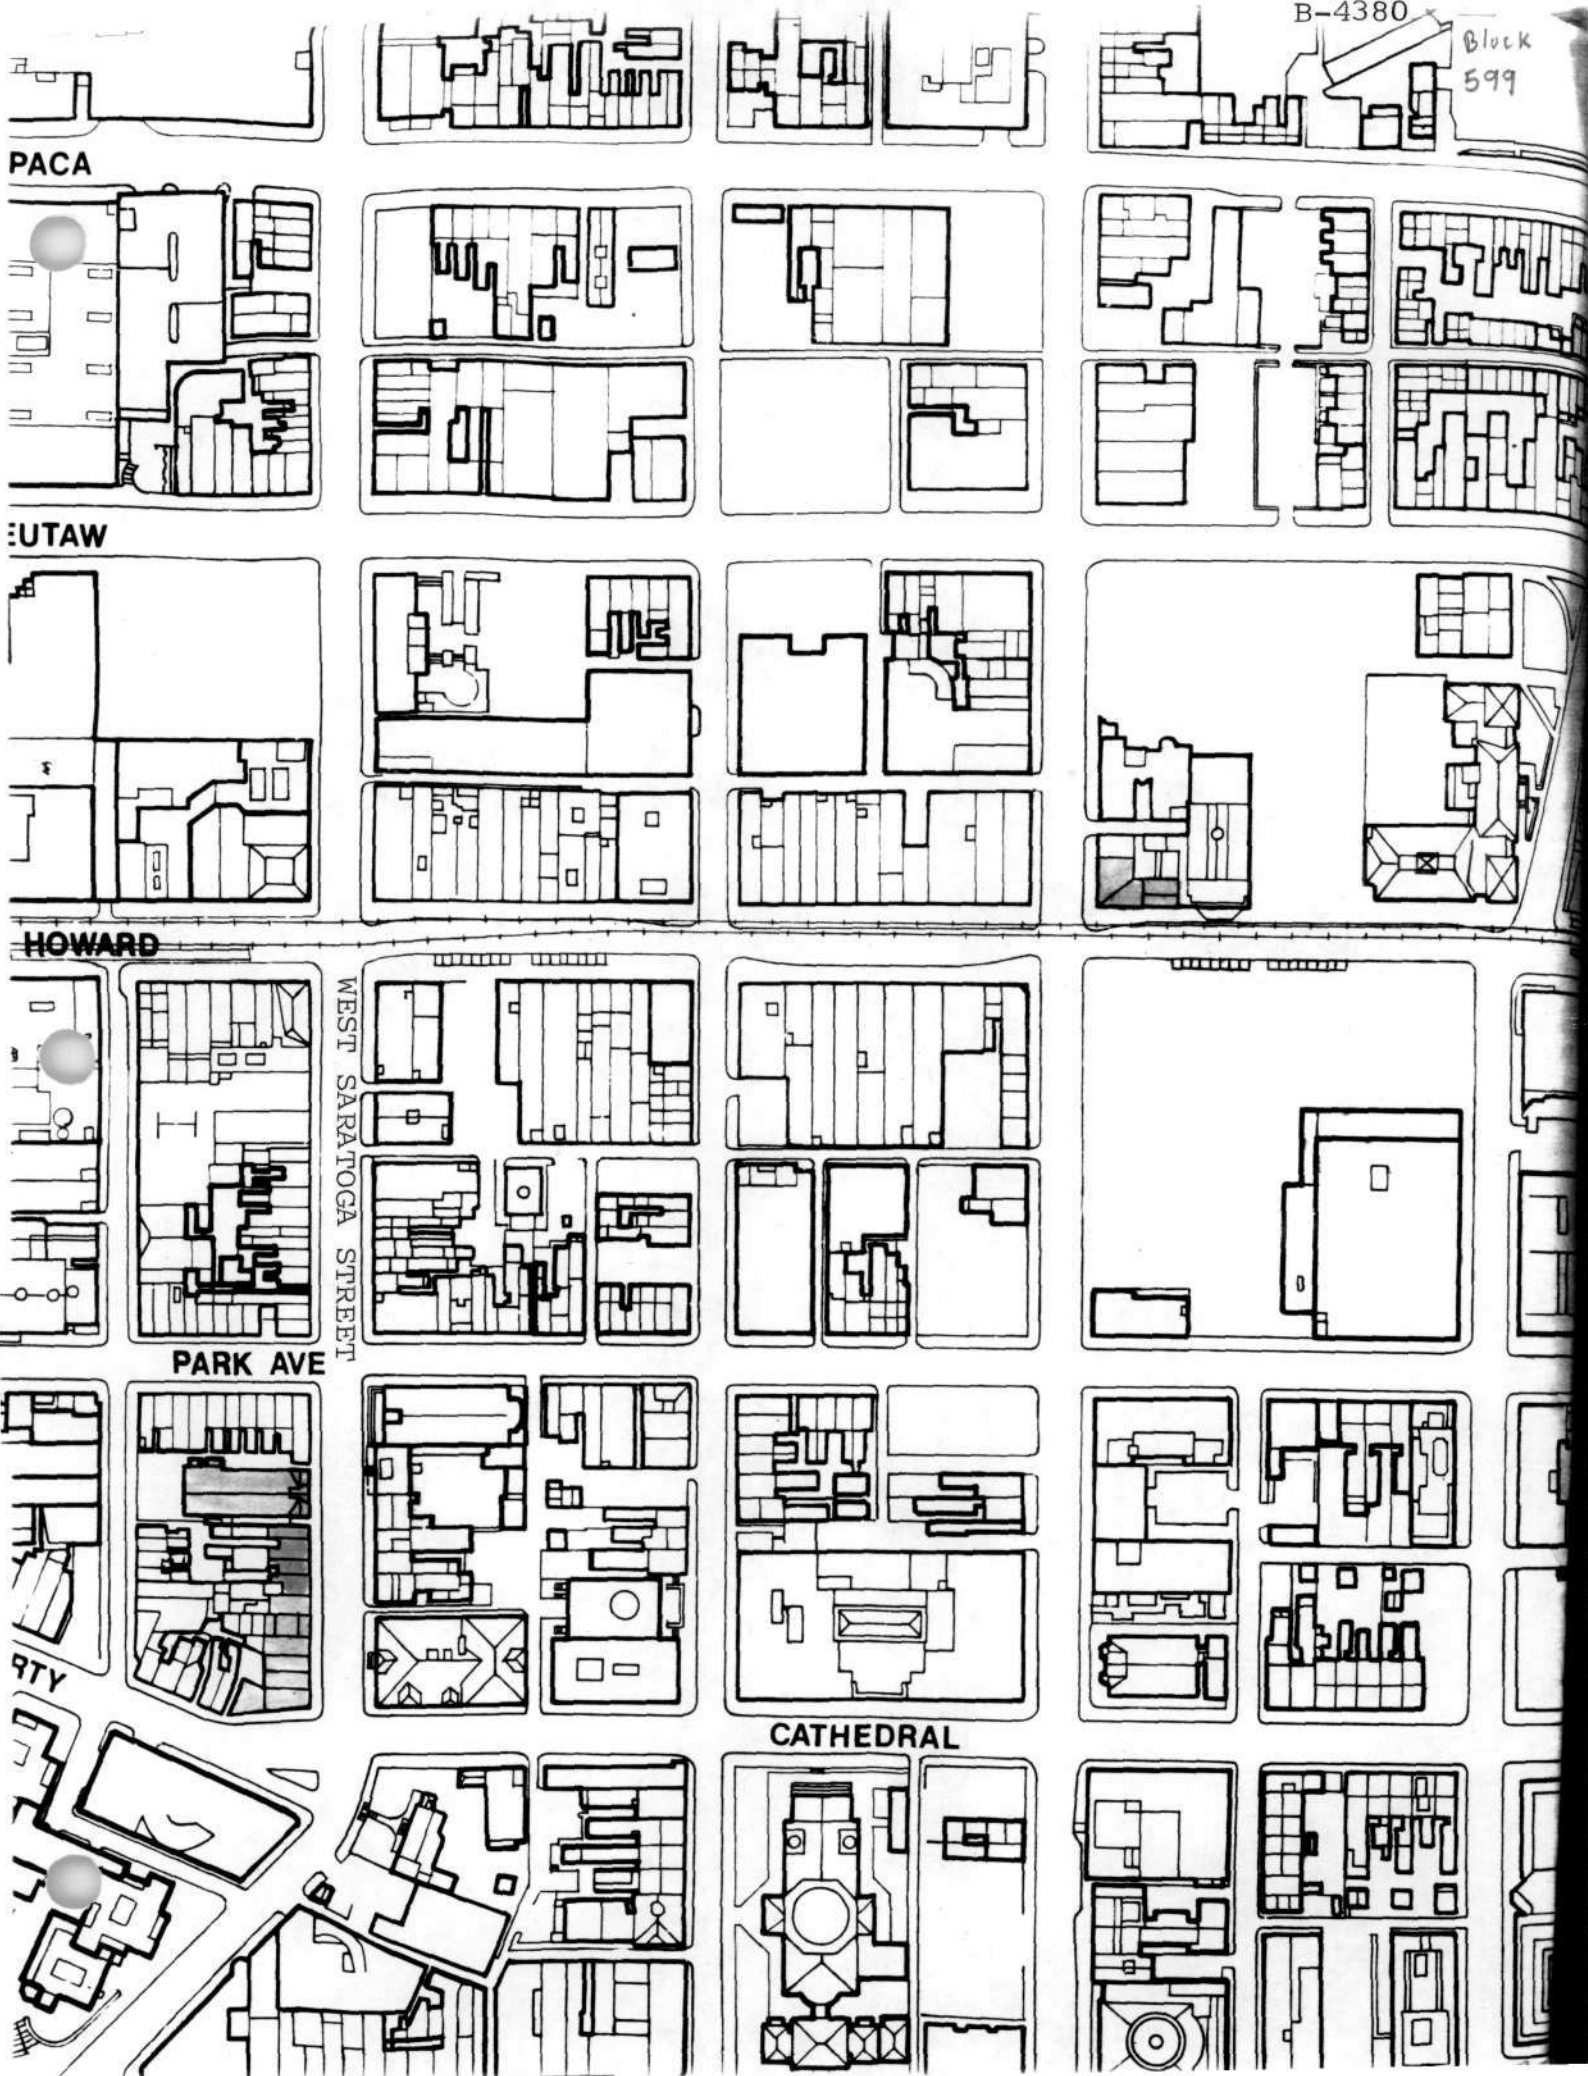 B-4380
Block
599
PACA
EUTAW
HOWARD
WEST SARATOGA STREET
PARK AVE
RTY
CATHEDRAL